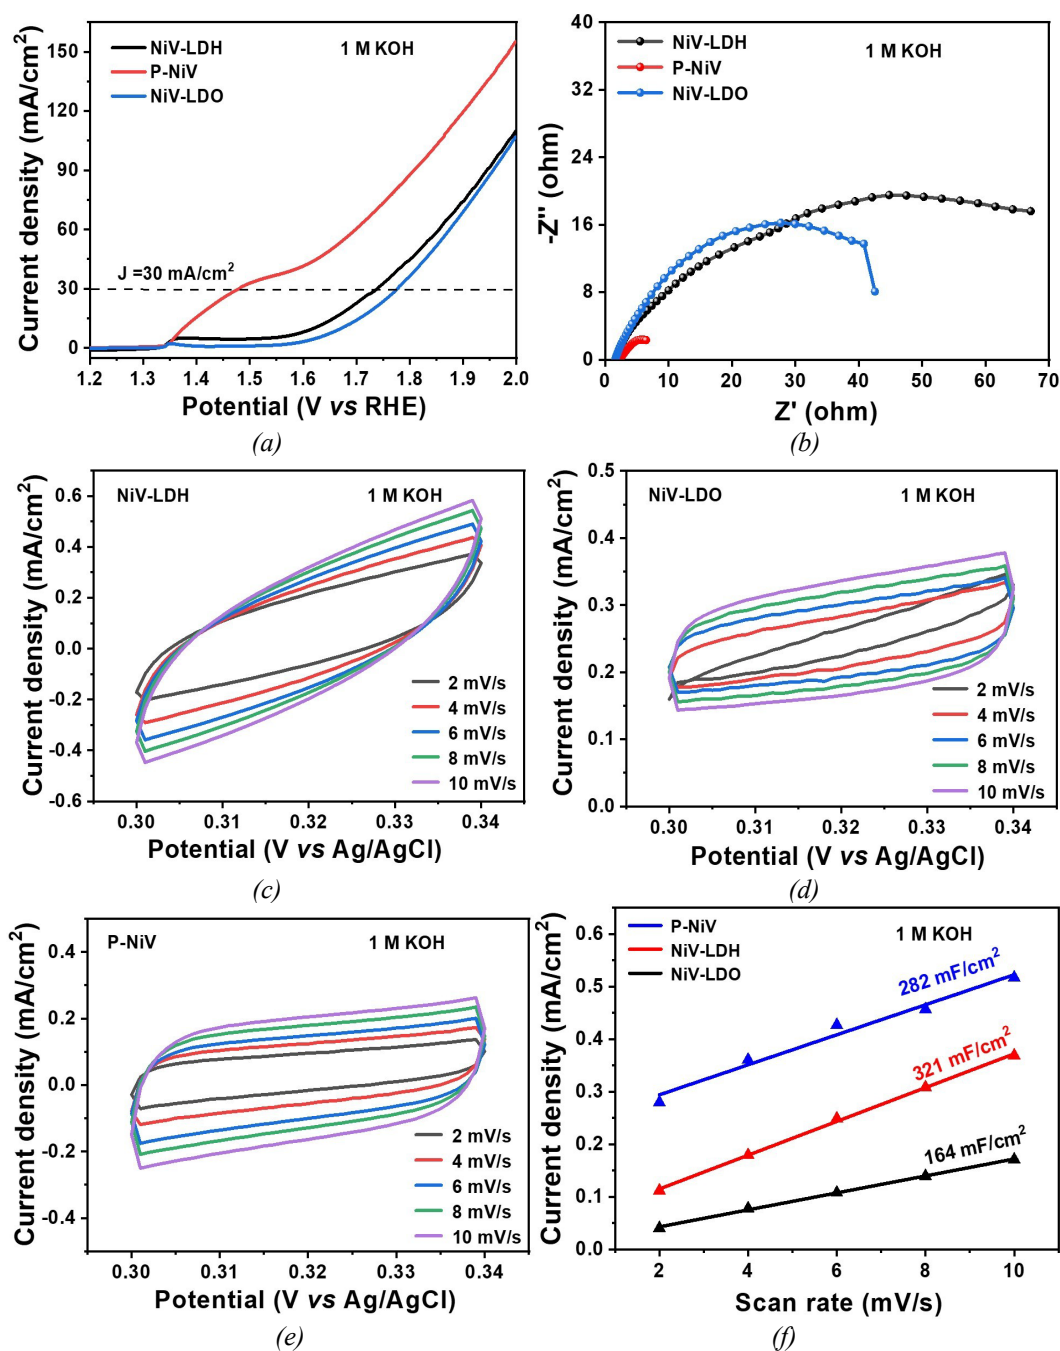 NiV-LDH
P-NiV
NiV-LDO
1 M KOH
J =30 mA/cm²
Current density (mA/cm²)
150
120
90
60
30
0
1.2 1.3 1.4 1.5 1.6 1.7 1.8 1.9 2.0
Potential (V vs RHE)
(a)
NiV-LDH
P-NiV
NiV-LDO
1 M KOH
-Z'' (ohm)
40
32
24
16
8
0
0 10 20 30 40 50 60 70
Z' (ohm)
(b)
NiV-LDH 1 M KOH
Current density (mA/cm²)
0.6
0.4
0.2
0.0
-0.2
-0.4
-0.6
2 mV/s
4 mV/s
6 mV/s
8 mV/s
10 mV/s
0.30 0.31 0.32 0.33 0.34
Potential (V vs Ag/AgCl)
(c)
NiV-LDO 1 M KOH
Current density (mA/cm²)
0.5
0.4
0.3
0.2
0.1
0.0
2 mV/s
4 mV/s
6 mV/s
8 mV/s
10 mV/s
0.30 0.31 0.32 0.33 0.34
Potential (V vs Ag/AgCl)
(d)
P-NiV 1 M KOH
Current density (mA/cm²)
0.4
0.2
0.0
-0.2
-0.4
2 mV/s
4 mV/s
6 mV/s
8 mV/s
10 mV/s
0.30 0.31 0.32 0.33 0.34
Potential (V vs Ag/AgCl)
(e)
P-NiV
NiV-LDH
NiV-LDO
1 M KOH
282 mF/cm²
321 mF/cm²
164 mF/cm²
Current density (mA/cm²)
0.6
0.5
0.4
0.3
0.2
0.1
0.0
2 4 6 8 10
Scan rate (mV/s)
(f)